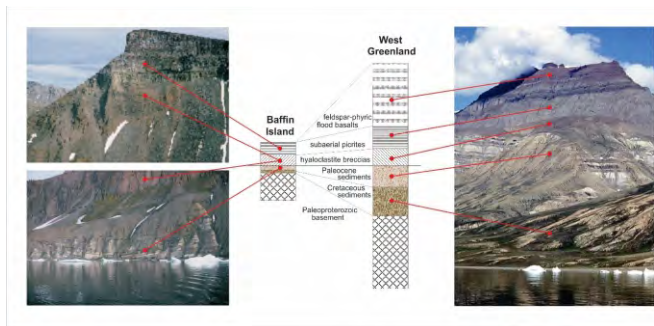 West
Greenland
Baffin
Island
feldspar-phyric
flood basalts
subaerial picrites
hyaloclastite breccias
Paleocene
sediments
Cretaceous
sediments
Paleoproterozoic
basement